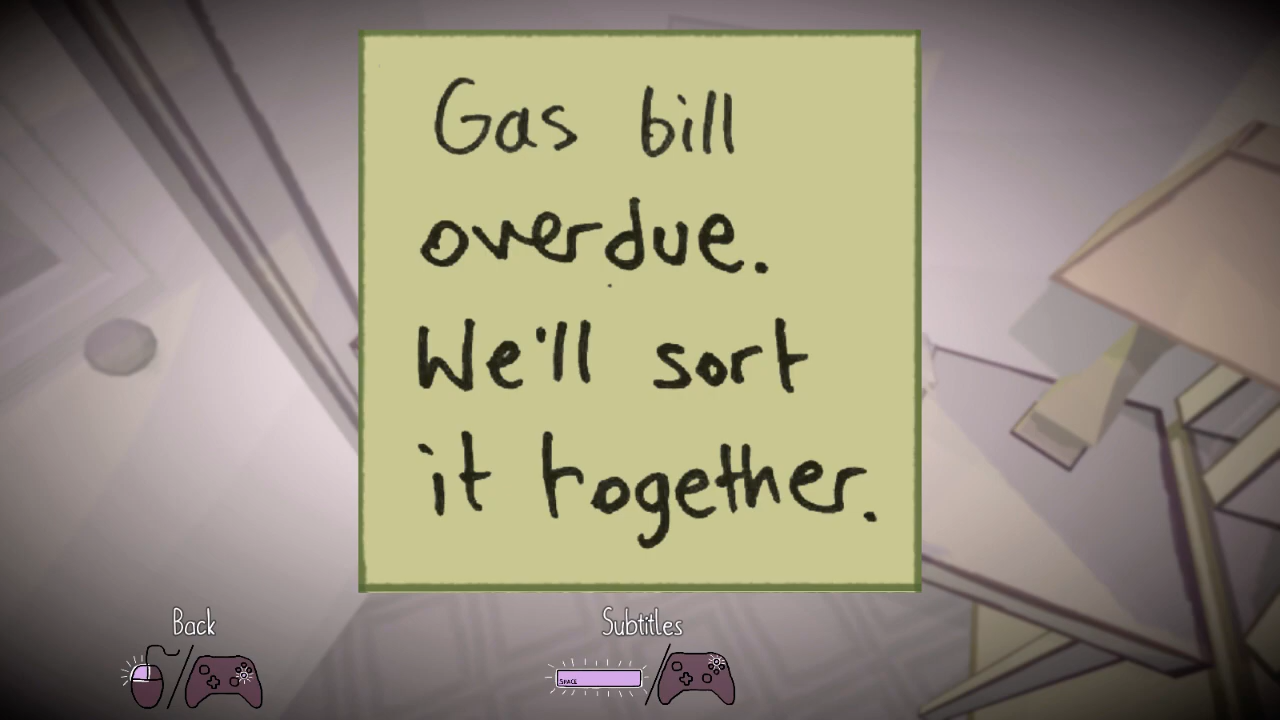 Gas bill
overdue.
We'll sort
it together.
Back
Subtitles
SPACE